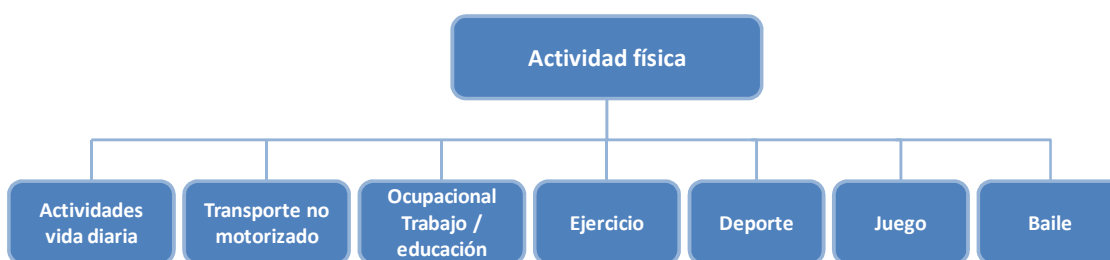 Actividad física
Actividades
vida diaria
Transporte no
motorizado
Ocupacional
Trabajo /
educación
Ejercicio
Deporte
Juego
Baile